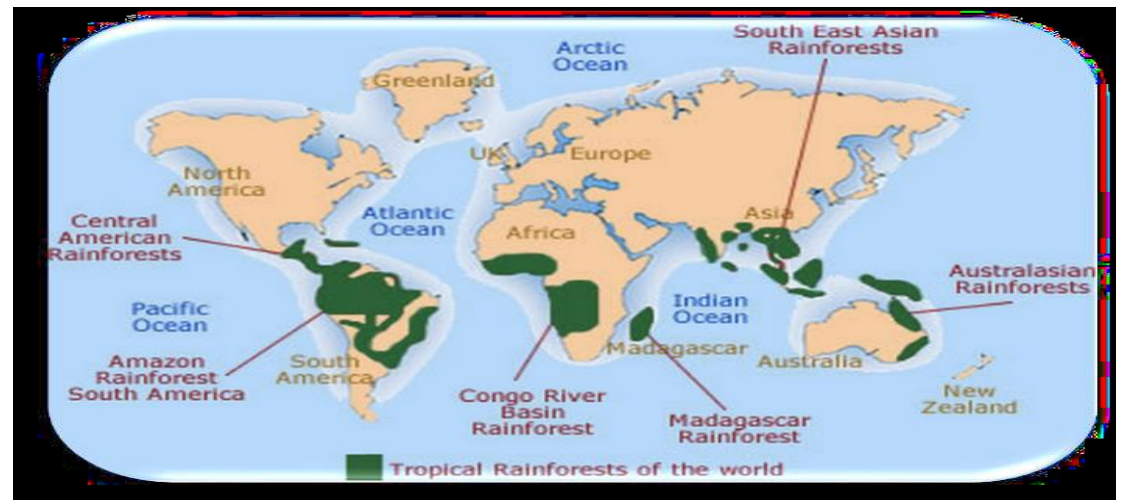 South East Asian
Rainforests
Arctic
Ocean
Greenland
UK
Europe
North
America
Asia
Atlantic
Ocean
Central
American
Rainforests
Africa
Australasian
Rainforests
Pacific
Ocean
Indian
Ocean
Madagascar
Australia
Amazon
Rainforest
South America
South
America
New
Zealand
Congo River
Basin
Rainforest
Madagascar
Rainforest
Tropical Rainforests of the world